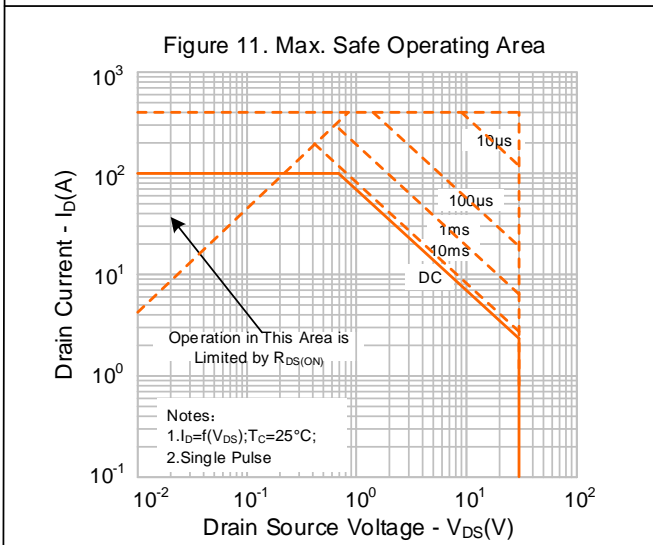 Figure 11. Max. Safe Operating Area
10³
10²
10¹
10⁰
10⁻¹
Drain Current - I_D(A)
10µs
100µs
1ms
10ms
DC
Operation in This Area is
Limited by R_DS(ON)
Notes:
1.I_D=f(V_DS);T_C=25°C;
2.Single Pulse
10⁻² 10⁻¹ 10⁰ 10¹ 10²
Drain Source Voltage - V_DS(V)